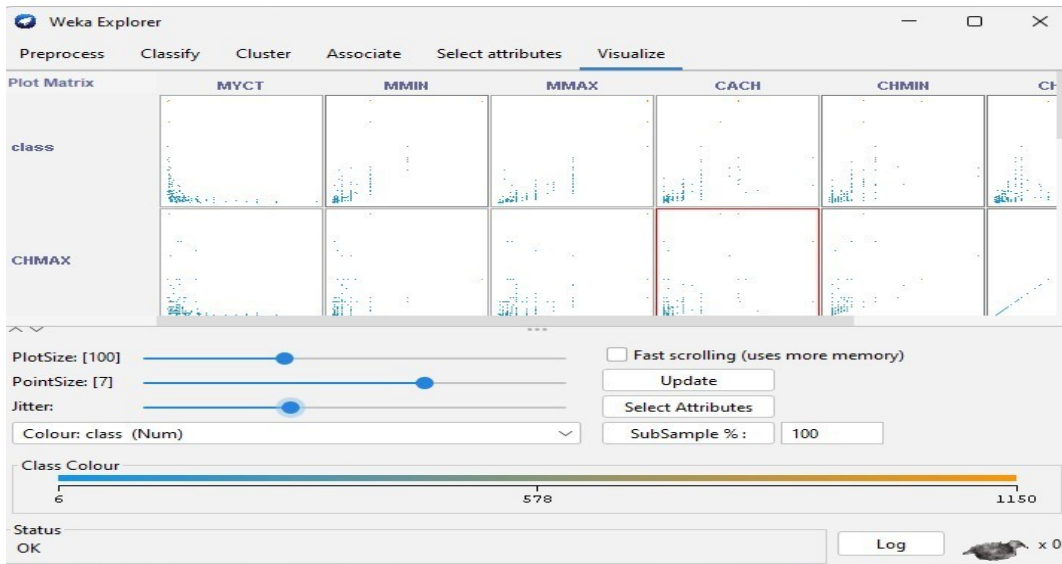 Weka Explorer
Preprocess Classify Cluster Associate Select attributes Visualize
Plot Matrix MYCT MMIN MMAX CACH CHMIN CH
class
CHMAX
PlotSize: [100] Fast scrolling (uses more memory)
PointSize: [7] Update
Jitter: Select Attributes
Colour: class (Num) SubSample % : 100
Class Colour
6 578 1150
Status
OK Log x 0